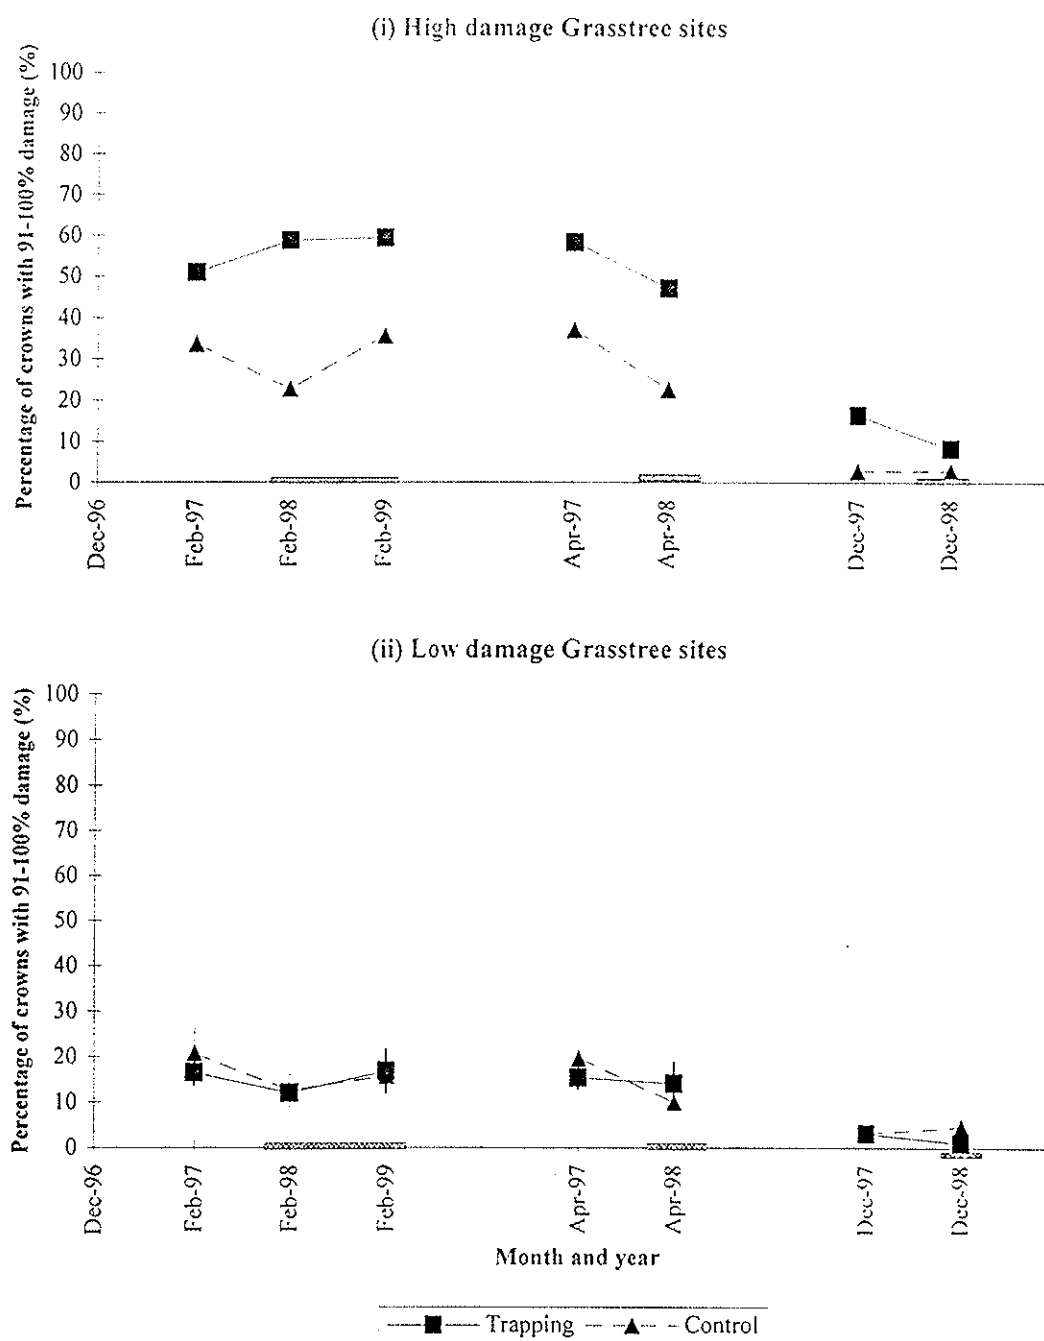 (i) High damage Grasstree sites
Percentage of crowns with 91-100% damage (%)
100
90
80
70
60
50
40
30
20
10
0
Dec-96
Feb-97
Feb-98
Feb-99
Apr-97
Apr-98
Dec-97
Dec-98
(ii) Low damage Grasstree sites
Percentage of crowns with 91-100% damage (%)
100
90
80
70
60
50
40
30
20
10
0
Dec-96
Feb-97
Feb-98
Feb-99
Apr-97
Apr-98
Dec-97
Dec-98
Month and year
Trapping Control